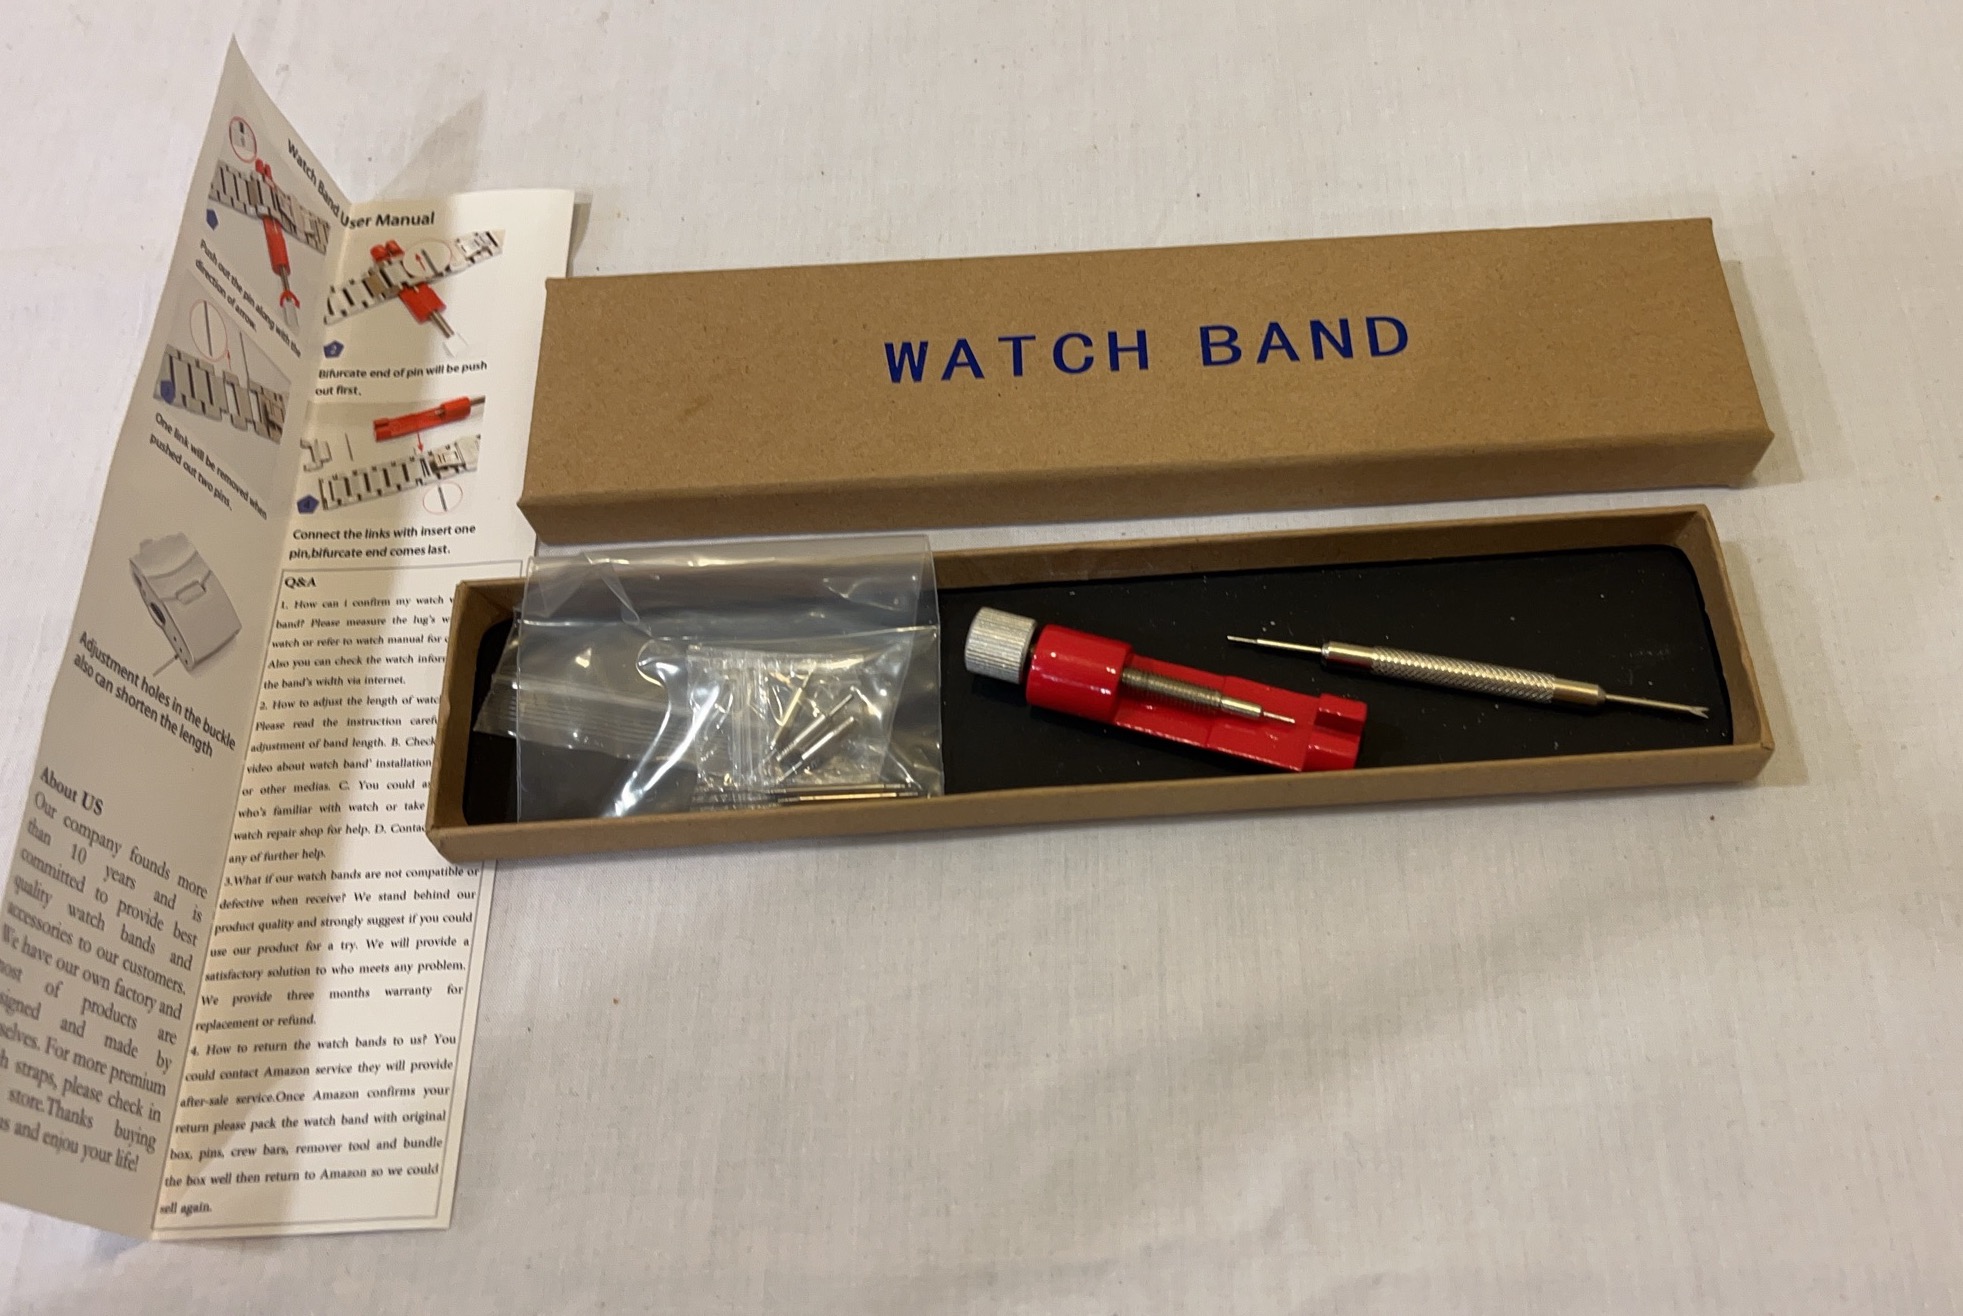 Watch Band User Manual
Push out the pin along with the
direction of arrow.
2
Bifurcate end of pin will be push
out first.
One link will be removed when
pushed out two pins.
4
Connect the links with insert one
pin,bifurcate end comes last.
Adjustment holes in the buckle
also can shorten the length
About US
Our company founds more
than 10 years and is
committed to provide best
quality watch bands and
accessories to our customers.
We have our own factory and
most of products are
signed and made by
selves. For more premium
h straps, please check in
store.Thanks buying
us and enjou your life!
Q&A
1. How can i confirm my watch
band? Please measure the lug's w
watch or refer to watch manual for
Also you can check the watch infor
the band's width via internet.
2. How to adjust the length of watc
Please read the instruction caref
adjustment of band length. B. Check
video about watch band' installation
or other medias. C. You could a
who's familiar with watch or take
watch repair shop for help. D. Contac
any of further help.
3.What if our watch bands are not compatible or
defective when receive? We stand behind our
product quality and strongly suggest if you could
use our product for a try. We will provide a
satisfactory solution to who meets any problem.
We provide three months warranty for
replacement or refund.
4. How to return the watch bands to us? You
could contact Amazon service they will provide
after-sale service.Once Amazon confirms your
return please pack the watch band with original
box, pins, crew bars, remover tool and bundle
the box well then return to Amazon so we could
sell again.
WATCH BAND